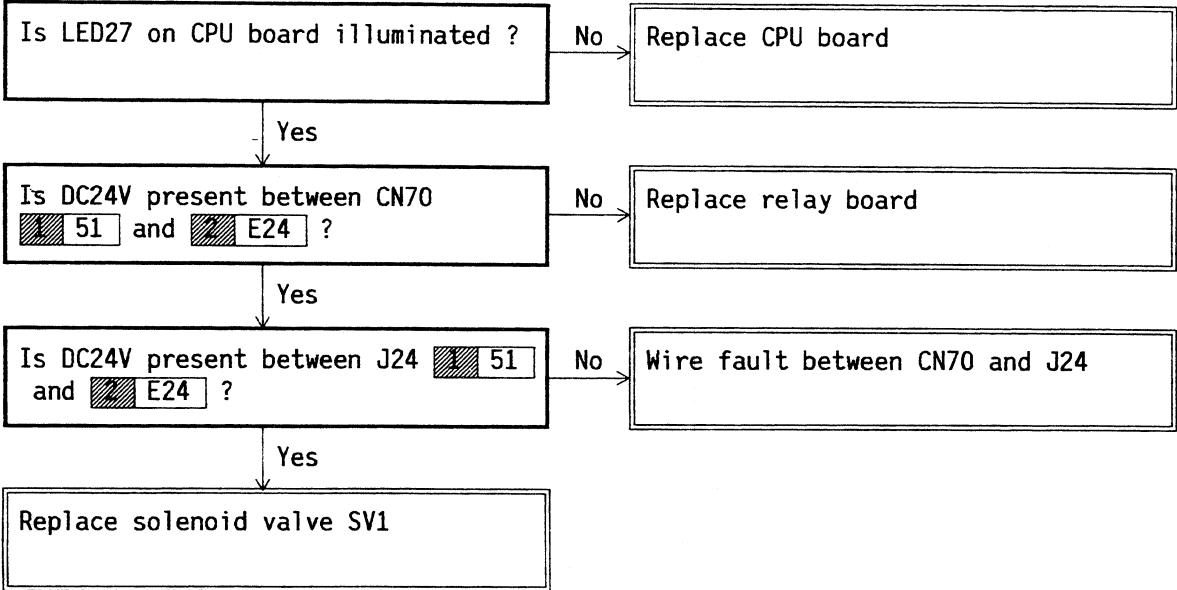 Is LED27 on CPU board illuminated ?
No
Replace CPU board
Yes
Is DC24V present between CN70
1 51 and 2 E24 ?
No
Replace relay board
Yes
Is DC24V present between J24 1 51
and 2 E24 ?
No
Wire fault between CN70 and J24
Yes
Replace solenoid valve SV1